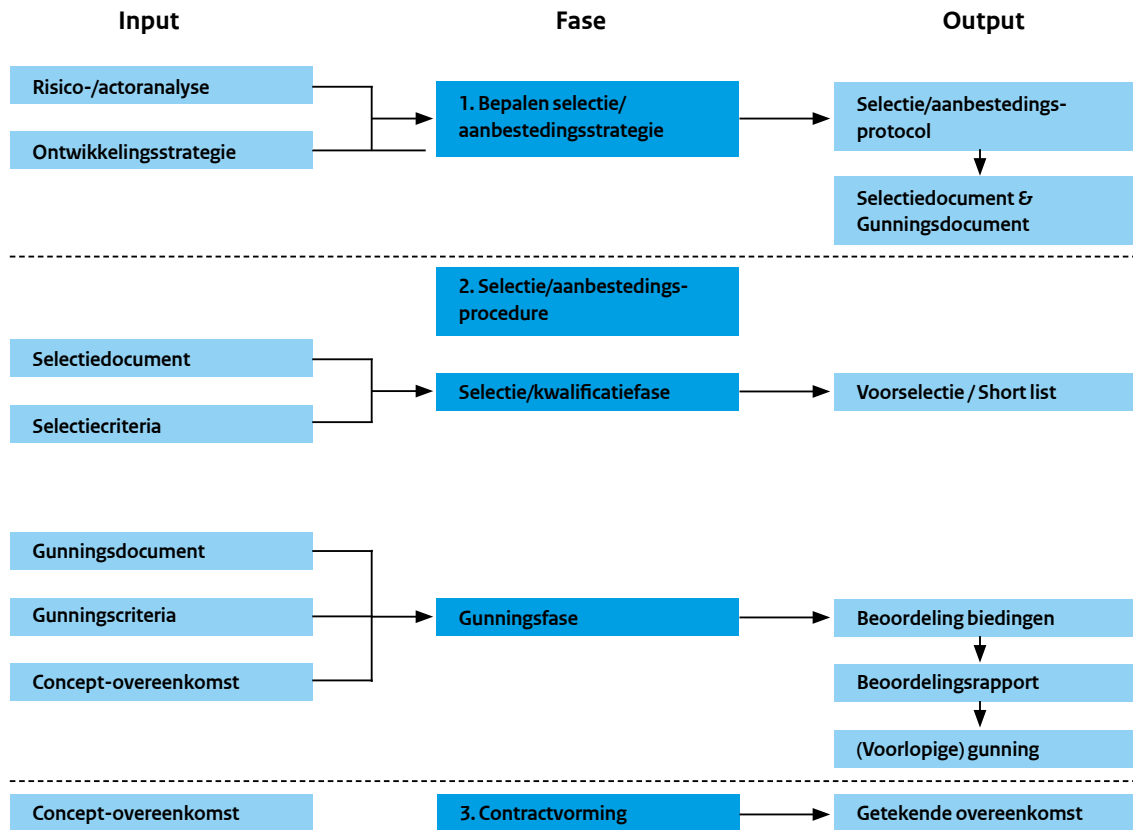 Input
Fase
Output
Risico-/actoranalyse
Ontwikkelingsstrategie
1. Bepalen selectie/
aanbestedingsstrategie
Selectie/aanbestedings-
protocol
Selectiedocument &
Gunningsdocument
2. Selectie/aanbestedings-
procedure
Selectiedocument
Selectiecriteria
Selectie/kwalificatiefase
Voorselectie / Short list
Gunningsdocument
Gunningscriteria
Concept-overeenkomst
Gunningsfase
Beoordeling biedingen
Beoordelingsrapport
(Voorlopige) gunning
Concept-overeenkomst
3. Contractvorming
Getekende overeenkomst